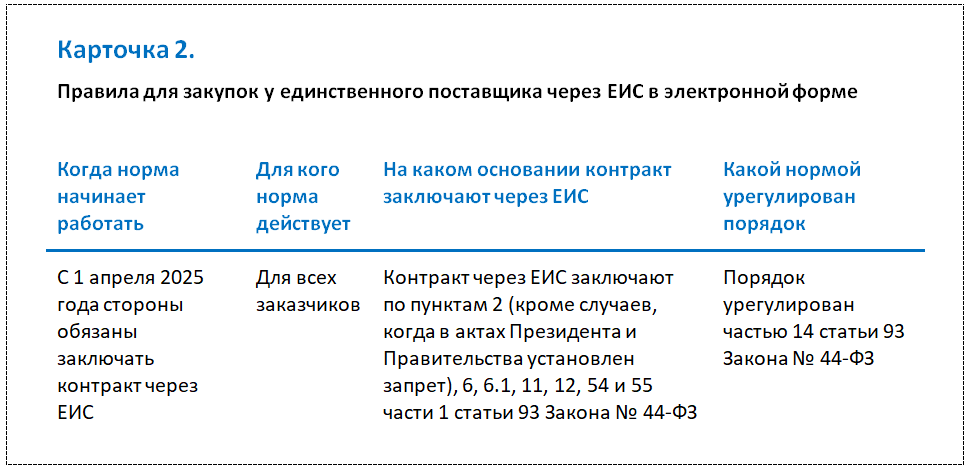 Карточка 2.
Правила для закупок у единственного поставщика через ЕИС в электронной форме
Когда норма
начинает
работать
Для кого
норма
действует
На каком основании контракт
заключают через ЕИС
Какой нормой
урегулирован
порядок
С 1 апреля 2025
года стороны
обязаны
заключать
контракт через
ЕИС
Для всех
заказчиков
Контракт через ЕИС заключают
по пунктам 2 (кроме случаев,
когда в актах Президента и
Правительства установлен
запрет), 6, 6.1, 11, 12, 54 и 55
части 1 статьи 93 Закона № 44-ФЗ
Порядок
урегулирован
частью 14 статьи 93
Закона № 44-ФЗ